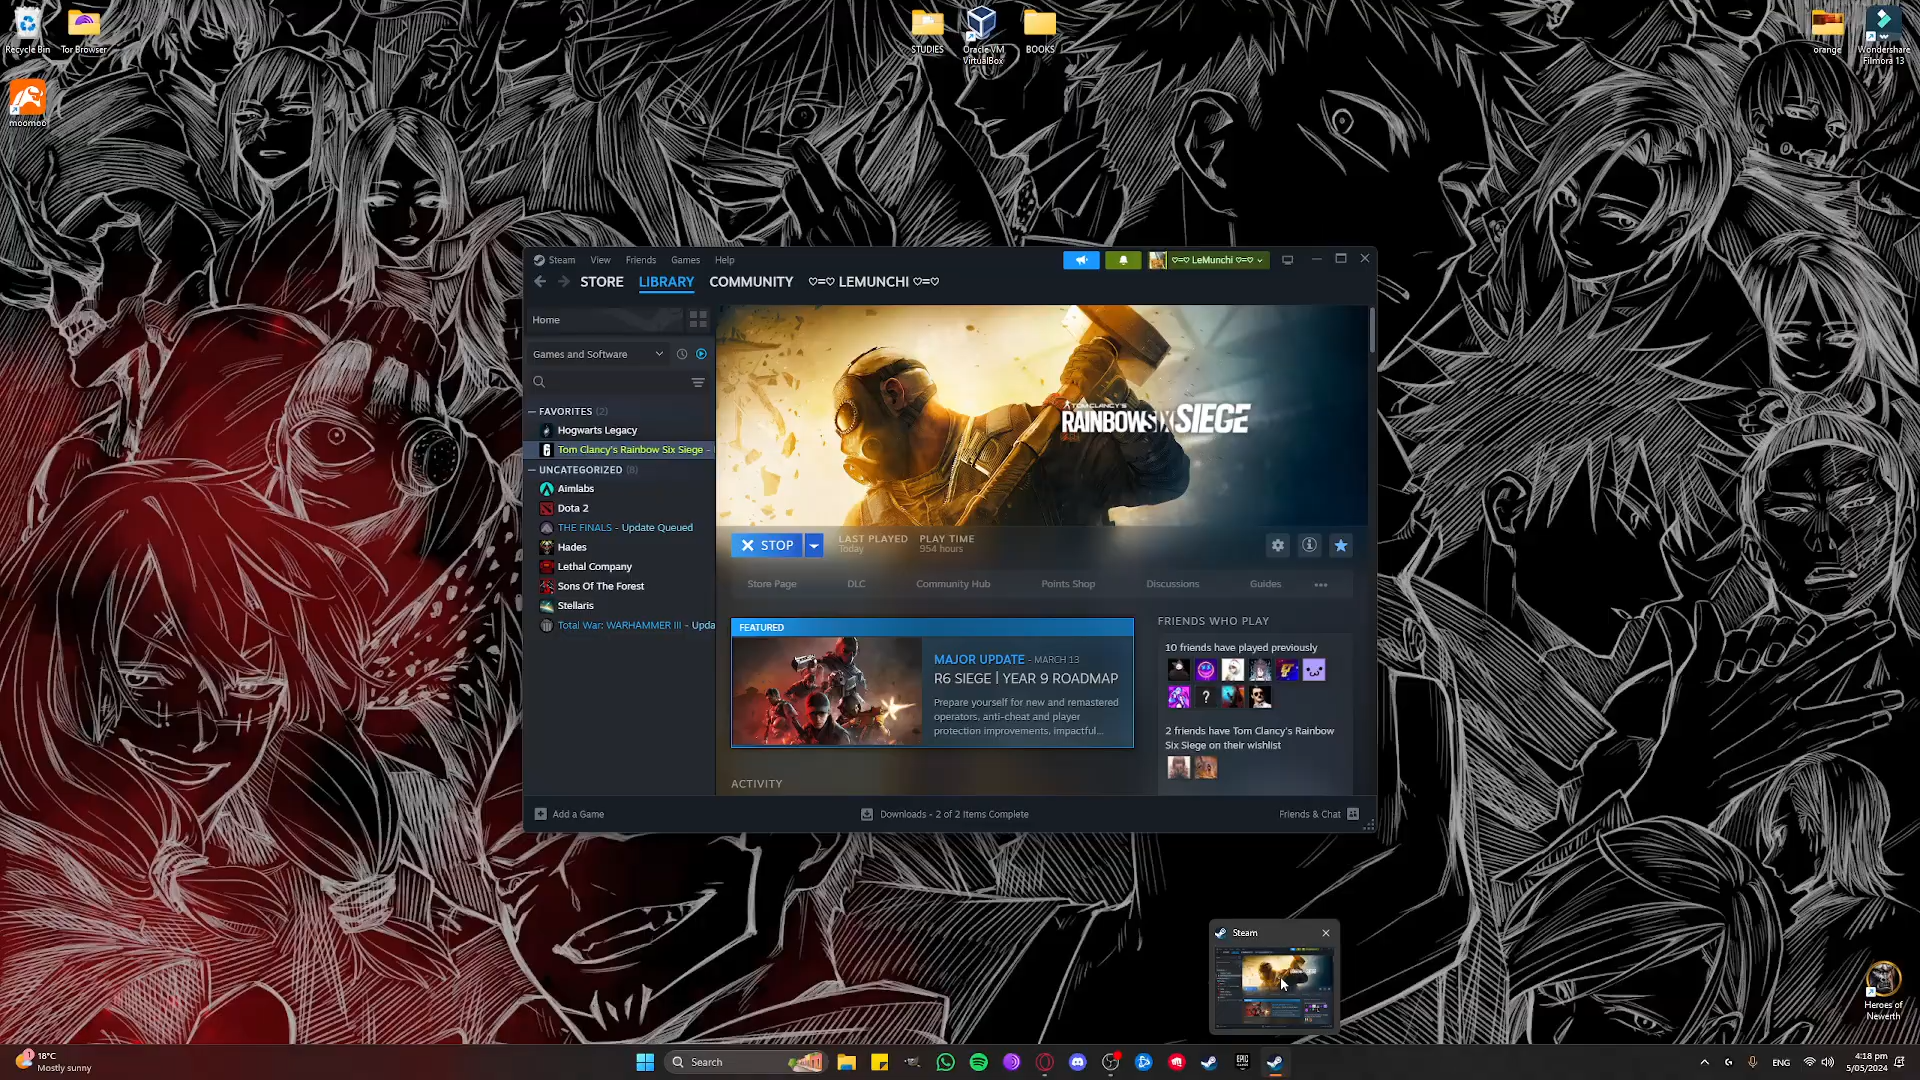 Recycle Bin
Tor Browser
STUDIES
Oracle VM
VirtualBox
BOOKS
orange
Wondershare
Filmora 13
moomoo
Steam View Friends Games Help
♡=♡ LeMunchi ♡=♡
STORE LIBRARY COMMUNITY ♡=♡ LEMUNCHI ♡=♡
Home
Games and Software
FAVORITES (2)
Hogwarts Legacy
Tom Clancy's Rainbow Six Siege -
UNCATEGORIZED (8)
Aimlabs
Dota 2
THE FINALS - Update Queued
Hades
Lethal Company
Sons Of The Forest
Stellaris
Total War: WARHAMMER III - Upda
TOM CLANCY'S
RAINBOW SIX SIEGE
STOP
LAST PLAYED
Today
PLAY TIME
954 hours
Store Page DLC Community Hub Points Shop Discussions Guides
FEATURED
MAJOR UPDATE - MARCH 13
R6 SIEGE | YEAR 9 ROADMAP
Prepare yourself for new and remastered
operators, anti-cheat and player
protection improvements, impactful...
FRIENDS WHO PLAY
10 friends have played previously
2 friends have Tom Clancy's Rainbow
Six Siege on their wishlist
ACTIVITY
Add a Game
Downloads - 2 of 2 Items Complete
Friends & Chat
Steam
Heroes of
Newerth
1
18°C
Mostly sunny
Search
EPIC
ENG
4:18 pm
5/05/2024